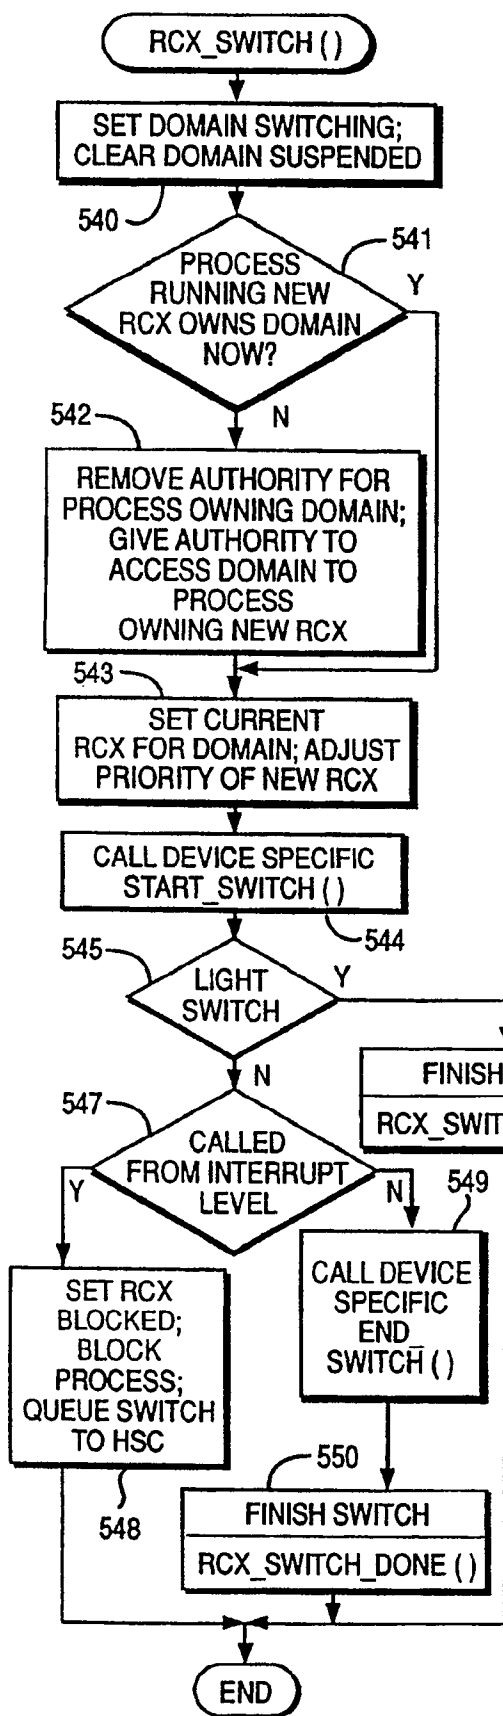 RCX_SWITCH ( )
SET DOMAIN SWITCHING;
CLEAR DOMAIN SUSPENDED
540
541
PROCESS
RUNNING NEW
RCX OWNS DOMAIN
NOW?
Y
N
542
REMOVE AUTHORITY FOR
PROCESS OWNING DOMAIN;
GIVE AUTHORITY TO
ACCESS DOMAIN TO
PROCESS
OWNING NEW RCX
543
SET CURRENT
RCX FOR DOMAIN; ADJUST
PRIORITY OF NEW RCX
CALL DEVICE SPECIFIC
START_SWITCH ( )
544
545
LIGHT
SWITCH
Y
N
FINISH
RCX_SWIT
547
CALLED
FROM INTERRUPT
LEVEL
Y
N
549
SET RCX
BLOCKED;
BLOCK
PROCESS;
QUEUE SWITCH
TO HSC
548
CALL DEVICE
SPECIFIC
END_
SWITCH ( )
550
FINISH SWITCH
RCX_SWITCH_DONE ( )
END